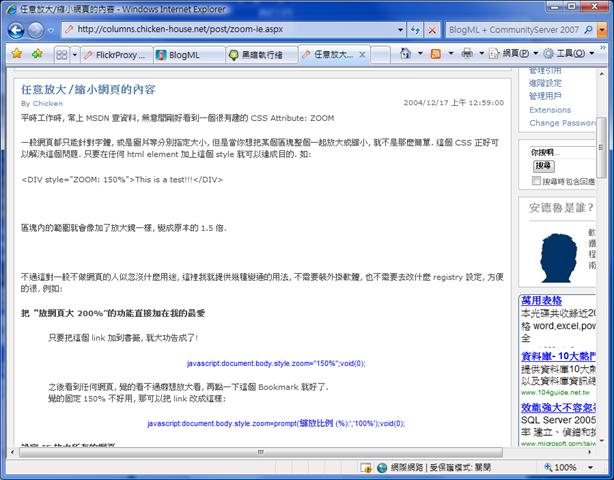 任意放大/縮小網頁的內容 - Windows Internet Explorer
http://columns.chicken-house.net/post/zoom-ie.aspx
BlogML + CommunityServer 2007
FlickrProxy
BlogML
黑暗執行緒
任意放大...
網頁(P)
工具(O)
任意放大/縮小網頁的內容
By Chicken
2004/12/17 上午 12:59:00
平時工作時, 常上 MSDN 查資料, 無意間剛好看到一個很有趣的 CSS Attribute: ZOOM
一般網頁都只能針對字體, 或是圖片等分別指定大小, 但是當你想把某個區塊整個一起放大或縮小, 就不是那麼簡單. 這個 CSS 正好可
以解決這個問題. 只要在任何 html element 加上這個 style 就可以達成目的. 如:
<DIV style="ZOOM: 150%">This is a test!!!</DIV>
區塊內的範圍就會像加了放大鏡一樣, 變成原本的 1.5 倍.
不過這對一般不做網頁的人似您沒什麼用途, 這裡我就提供幾種變通的用法, 不需要裝外掛軟體, 也不需要去改什麼 registry 設定, 方便
的很. 例如:
把 "放網頁大 200%"的功能直接加在我的最愛
只要把這個 link 加到書籤, 就大功告成了!
javascript:document.body.style.zoom="150%";void(0);
之後看到任何網頁, 覺的看不過癮想放大看, 再點一下這個 Bookmark 就好了.
覺的固定 150% 不好用, 那可以把 link 改成這樣:
javascript:document.body.style.zoom=prompt('縮放比例 (%):','100%');void(0);
管理引用
進階設定
管理用戶
Extensions
Change Password
你搜啊...
搜尋
搜尋時包含回應
安德魯是誰?
軟
程
術
萬用表格
本光碟共收錄近20
格 word,excel,pow
全
資料庫- 10大熱門
提供資料庫10大熱
以及資料庫資訊總
www.104guide.net.tw
效能強大不容忽
SQL Server 2005
率 建立、偵錯和操
www.microsoft.com/taiwan
網際網路 | 受保護模式: 關閉
100%